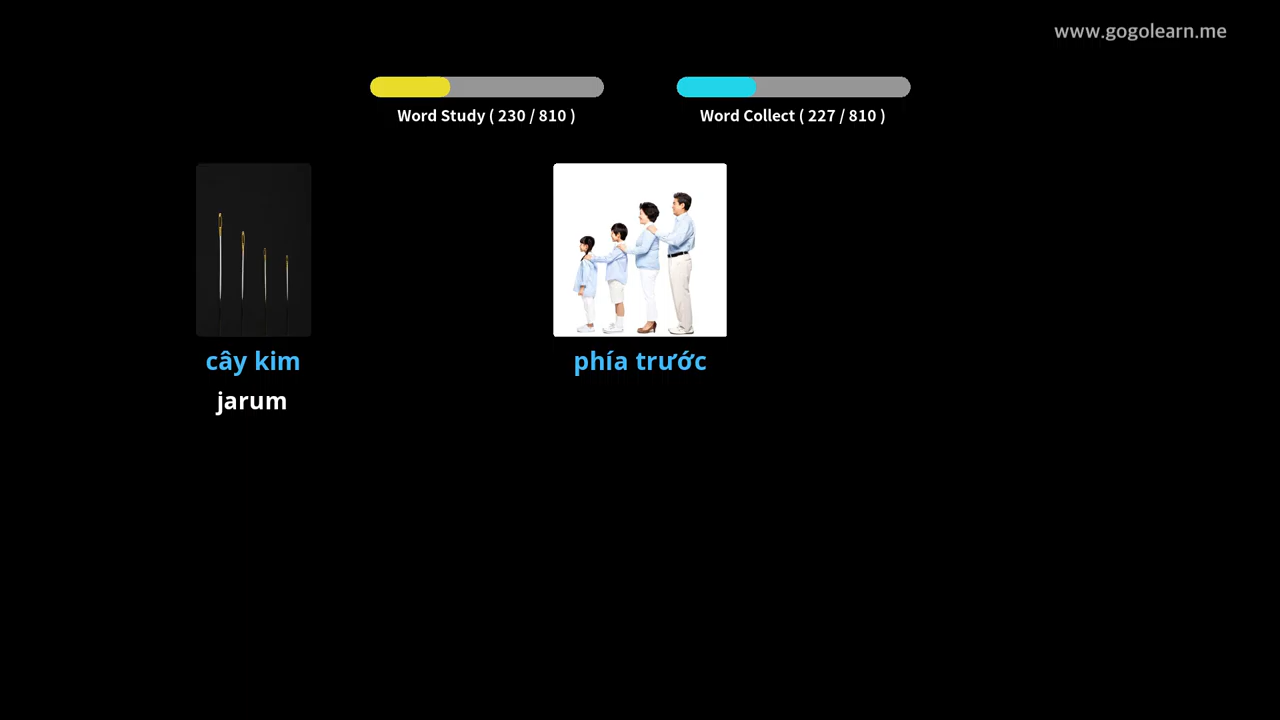 www.gogolearn.me
Word Study ( 230 / 810 )
Word Collect ( 227 / 810 )
cây kim
jarum
phía trước